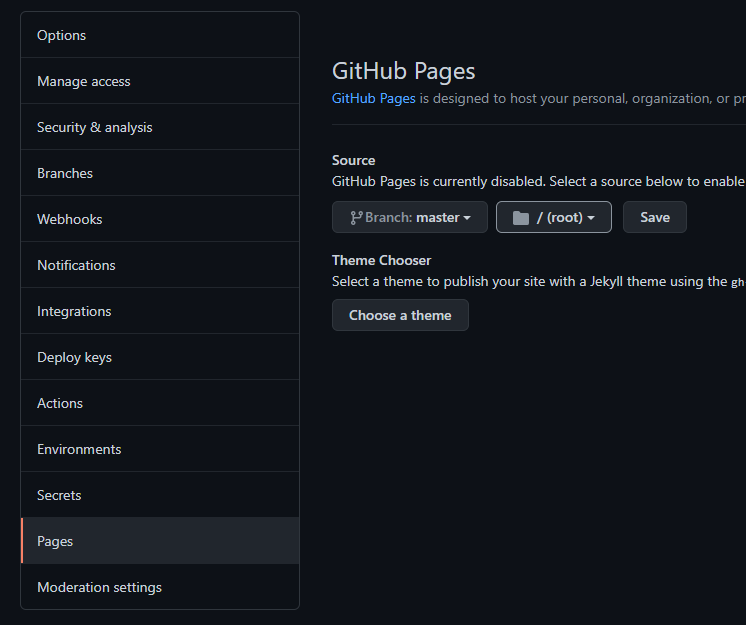 Options
Manage access
Security & analysis
Branches
Webhooks
Notifications
Integrations
Deploy keys
Actions
Environments
Secrets
Pages
Moderation settings
GitHub Pages
GitHub Pages is designed to host your personal, organization, or pr
Source
GitHub Pages is currently disabled. Select a source below to enable
Branch: master / (root) Save
Theme Chooser
Select a theme to publish your site with a Jekyll theme using the gh
Choose a theme